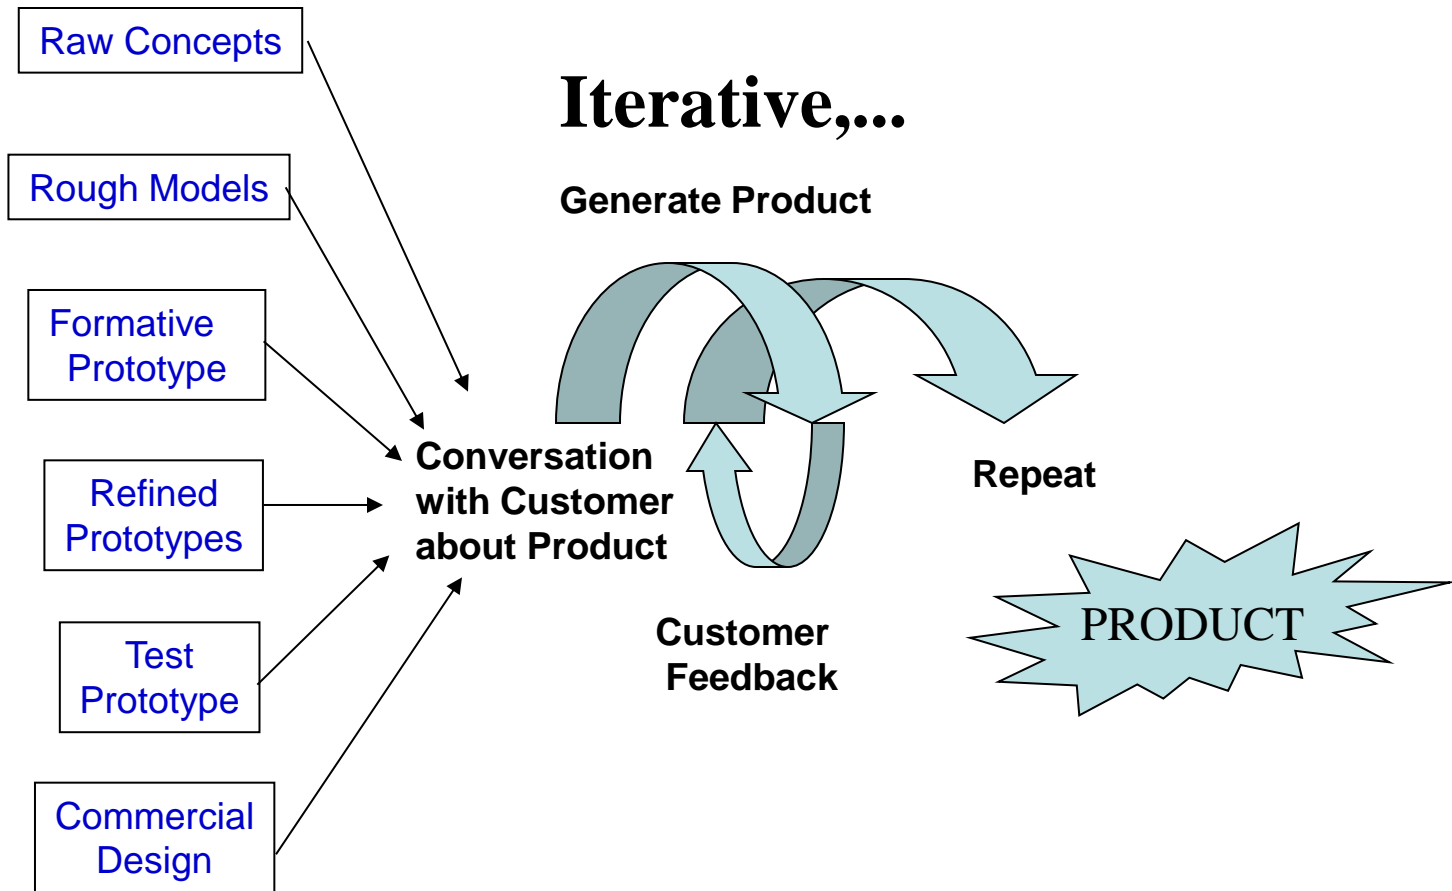 Raw Concepts
Iterative,...
Rough Models
Generate Product
Formative
Prototype
Conversation
with Customer
about Product
Repeat
Refined
Prototypes
Customer
Feedback
PRODUCT
Test
Prototype
Commercial
Design